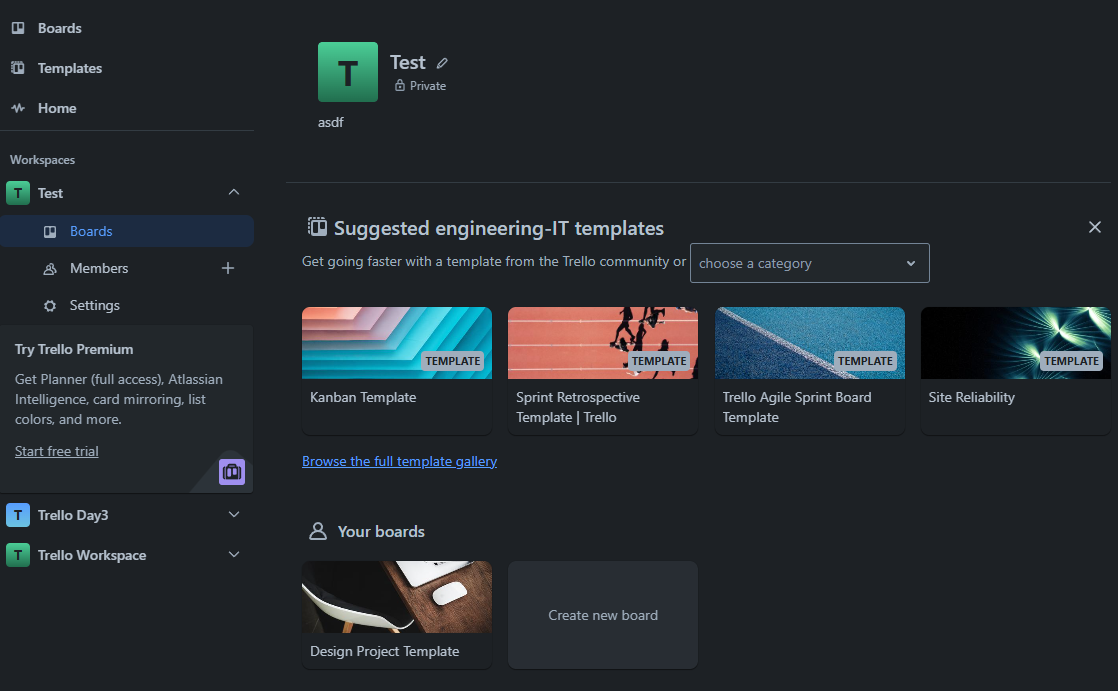 Boards
Templates
Home
Workspaces
T Test
Boards
Members
Settings
Try Trello Premium
Get Planner (full access), Atlassian
Intelligence, card mirroring, list
colors, and more.
Start free trial
T Trello Day3
T Trello Workspace
T
Test
Private
asdf
Suggested engineering-IT templates
Get going faster with a template from the Trello community or choose a category
TEMPLATE
Kanban Template
TEMPLATE
Sprint Retrospective
Template | Trello
TEMPLATE
Trello Agile Sprint Board
Template
TEMPLATE
Site Reliability
Browse the full template gallery
Your boards
Design Project Template
Create new board